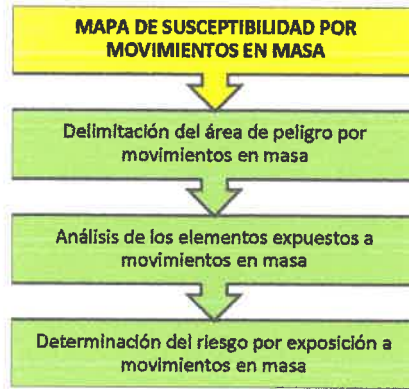 MAPA DE SUSCEPTIBILIDAD POR
MOVIMIENTOS EN MASA
Delimitación del área de peligro por
movimientos en masa
Análisis de los elementos expuestos a
movimientos en masa
Determinación del riesgo por exposición a
movimientos en masa